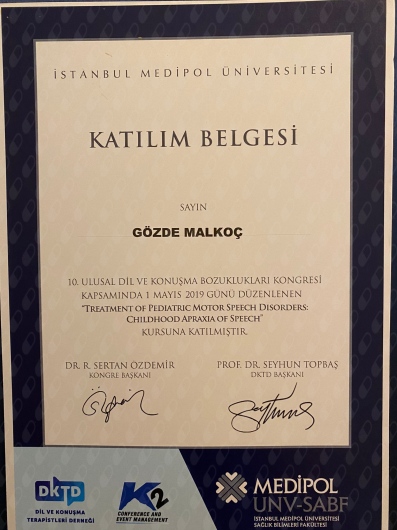 İSTANBUL MEDİPOL ÜNİVERSİTESİ
KATILIM BELGESİ
SAYIN
GÖZDE MALKOÇ
10. ULUSAL DİL VE KONUŞMA BOZUKLUKLARI KONGRESİ
KAPSAMINDA 1 MAYIS 2019 GÜNÜ DÜZENLENEN
"TREATMENT OF PEDIATRIC MOTOR SPEECH DISORDERS:
CHILDHOOD APRAXIA OF SPEECH"
KURSUNA KATILMIŞTIR.
DR. R. SERTAN ÖZDEMİR
KONGRE BAŞKANI
PROF. DR. SEYHUN TOPBAŞ
DKTD BAŞKANI
DKTD
DİL VE KONUŞMA
TERAPİSTLERİ DERNEĞİ
K2
CONFERENCE AND
EVENT MANAGEMENT
MEDİPOL
UNV-SABF
İSTANBUL MEDİPOL ÜNİVERSİTESİ
SAĞLIK BİLİMLERİ FAKÜLTESİ